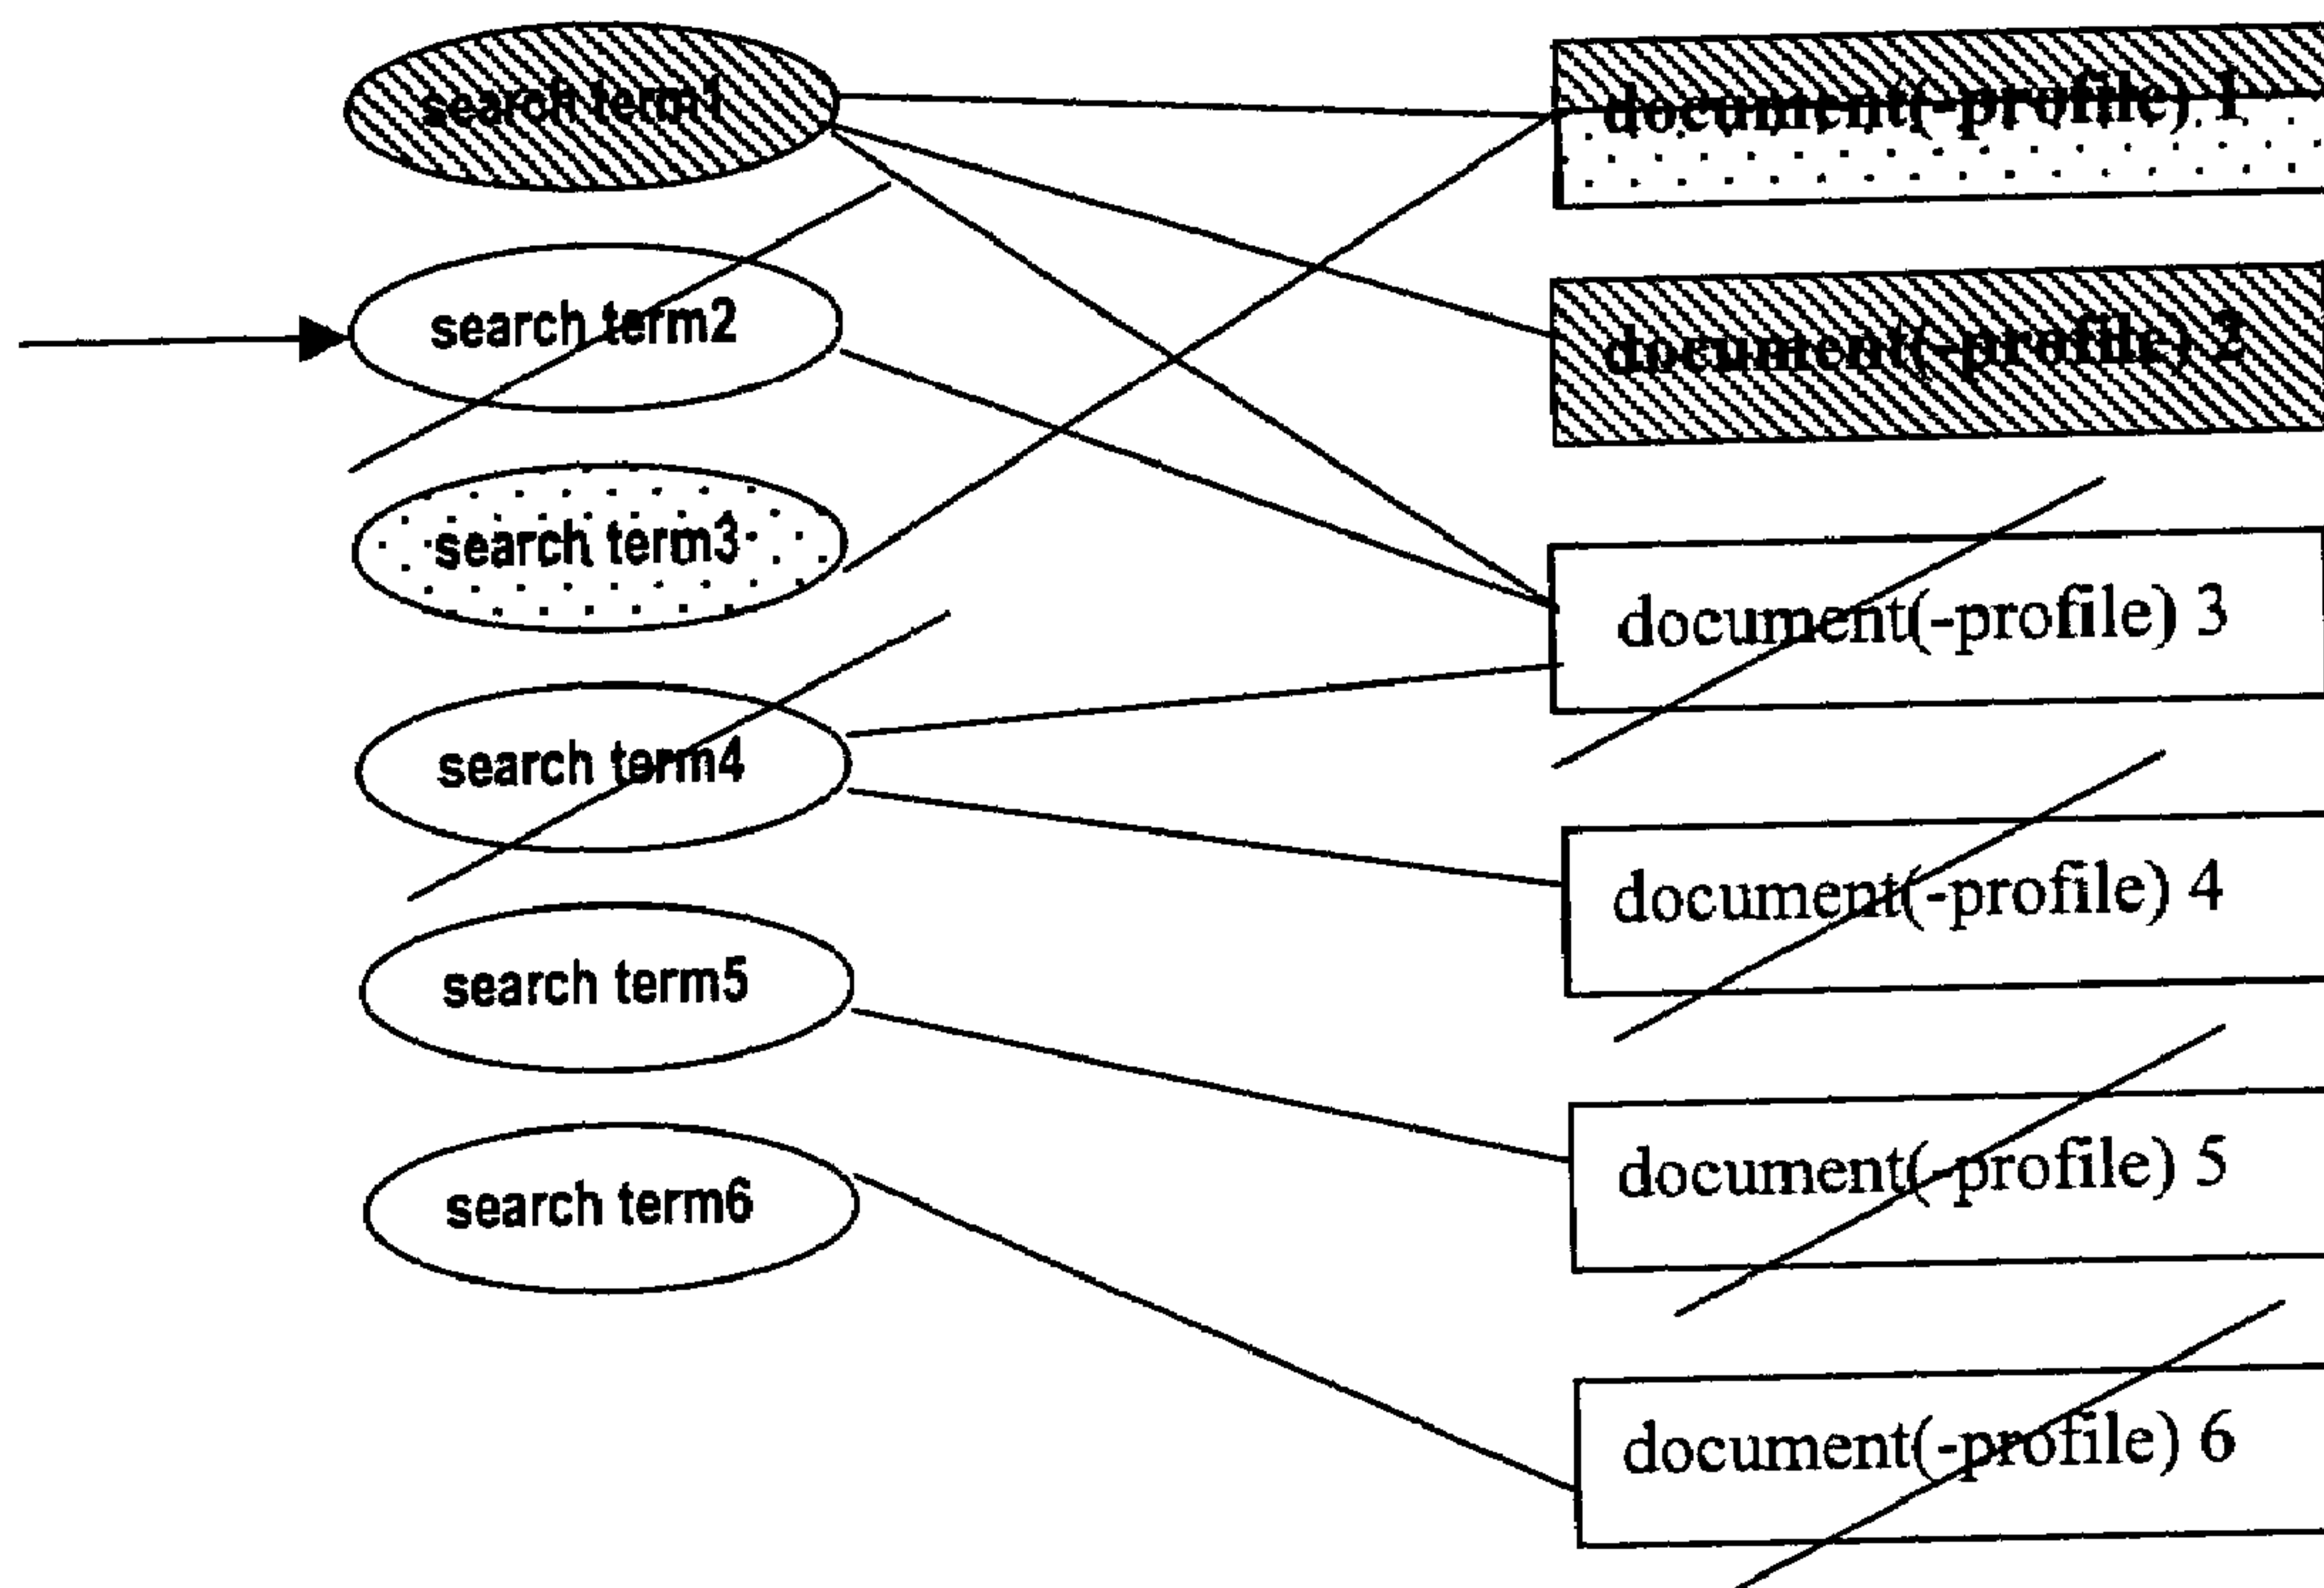 search term1
document(-profile) 1
search term2
document(-profile) 2
search term3
document(-profile) 3
search term4
document(-profile) 4
search term5
document(-profile) 5
search term6
document(-profile) 6